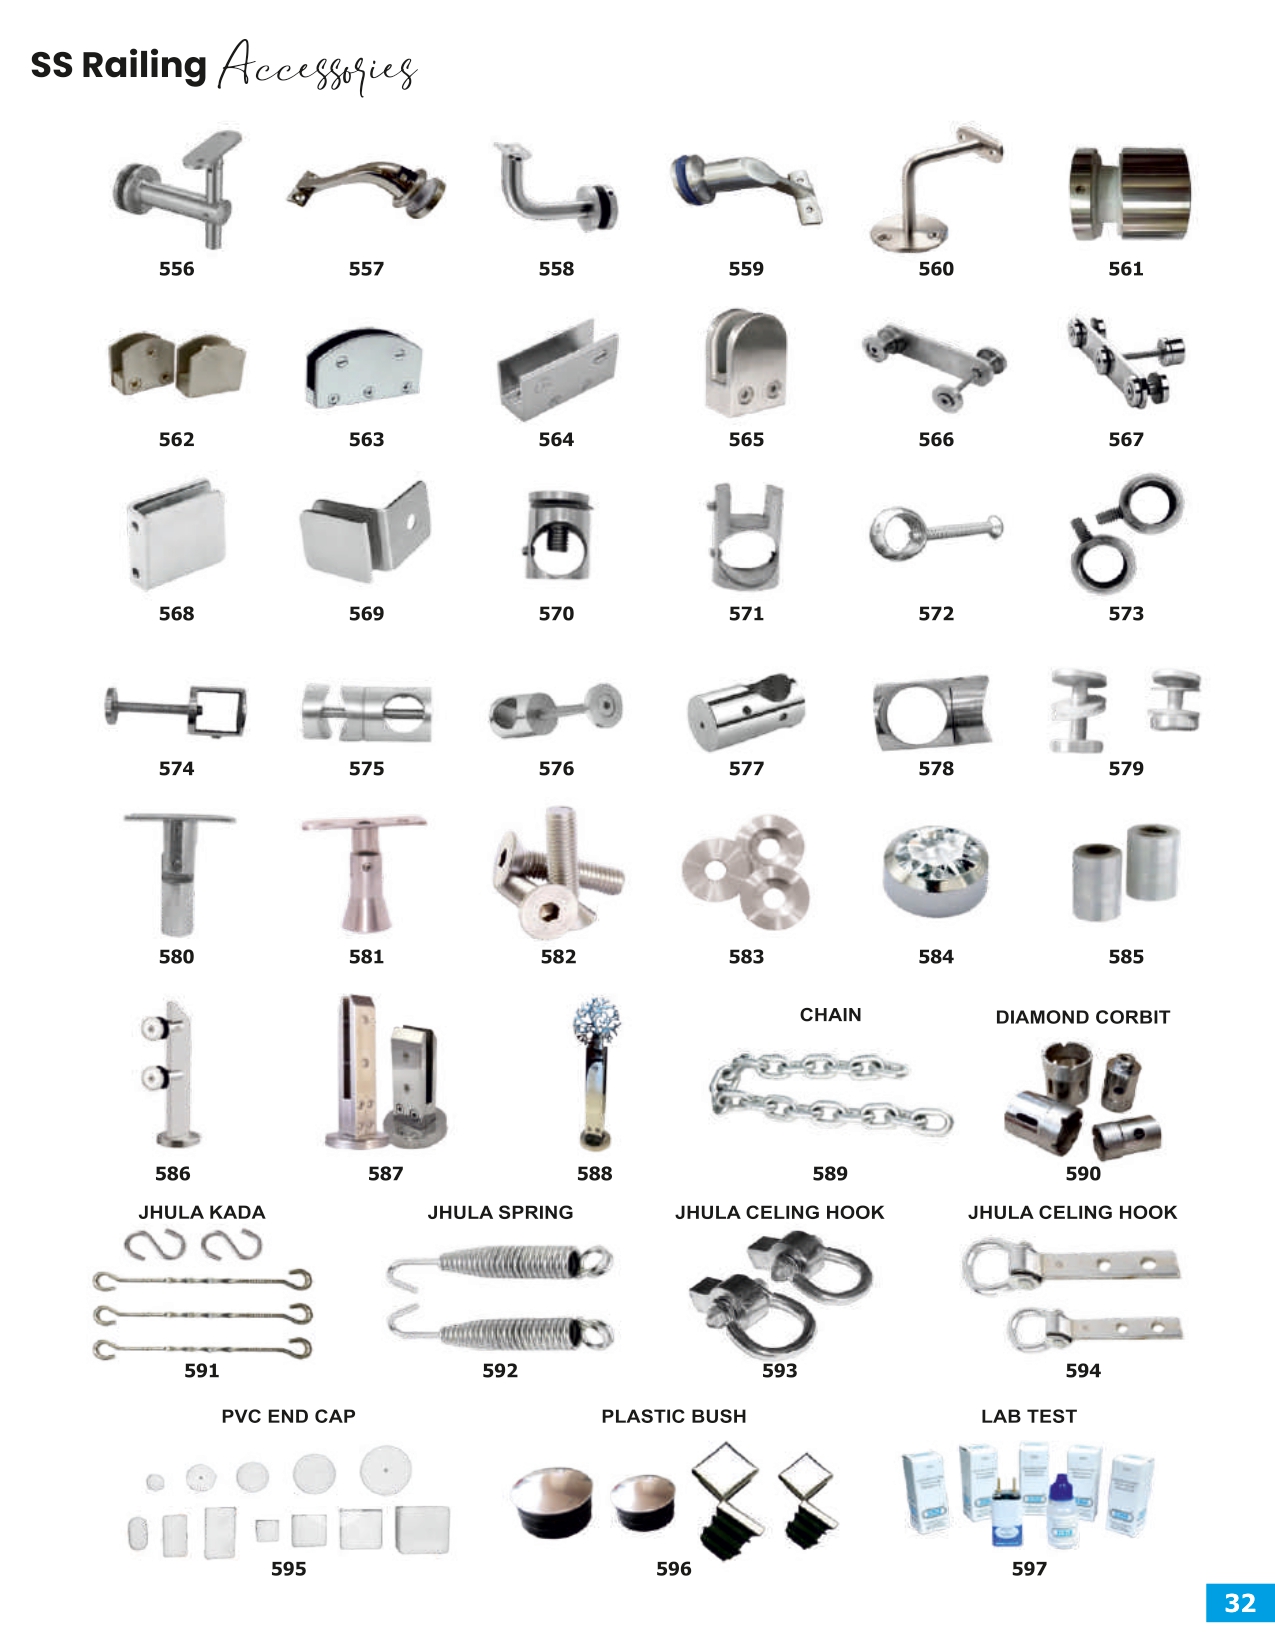 SS Railing Accessories
556 557 558 559 560 561
562 563 564 565 566 567
568 569 570 571 572 573
574 575 576 577 578 579
580 581 582 583 584 585
CHAIN DIAMOND CORBIT
586 587 588 589 590
JHULA KADA JHULA SPRING JHULA CELING HOOK JHULA CELING HOOK
591 592 593 594
PVC END CAP PLASTIC BUSH LAB TEST
595 596 597
32